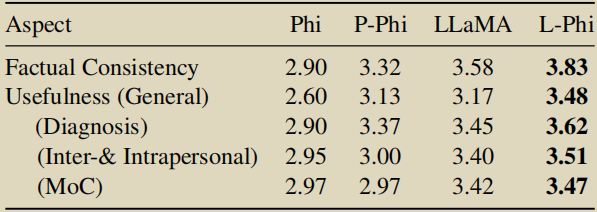 Aspect Phi P-Phi LLaMA L-Phi
Factual Consistency 2.90 3.32 3.58 3.83
Usefulness (General) 2.60 3.13 3.17 3.48
(Diagnosis) 2.90 3.37 3.45 3.62
(Inter-& Intrapersonal) 2.95 3.00 3.40 3.51
(MoC) 2.97 2.97 3.42 3.47